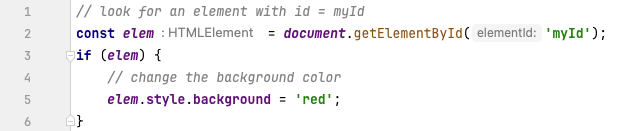 1 // look for an element with id = myId
2 const elem : HTMLElement = document.getElementById( elementId: 'myId');
3 if (elem) {
4 // change the background color
5 elem.style.background = 'red';
6 }